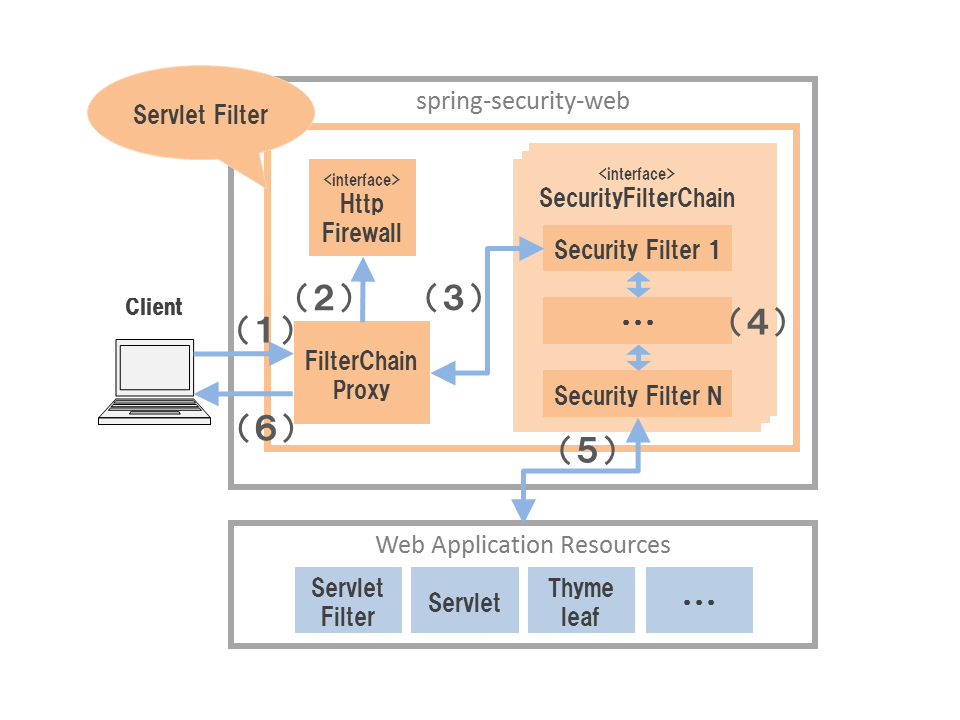 spring-security-web
Servlet Filter
<interface>
Http
Firewall
<interface>
SecurityFilterChain
Security Filter 1
(2)
(3)
Client
(1)
…
(4)
FilterChain
Proxy
Security Filter N
(6)
(5)
Web Application Resources
Servlet
Filter
Servlet
Thyme
leaf
…